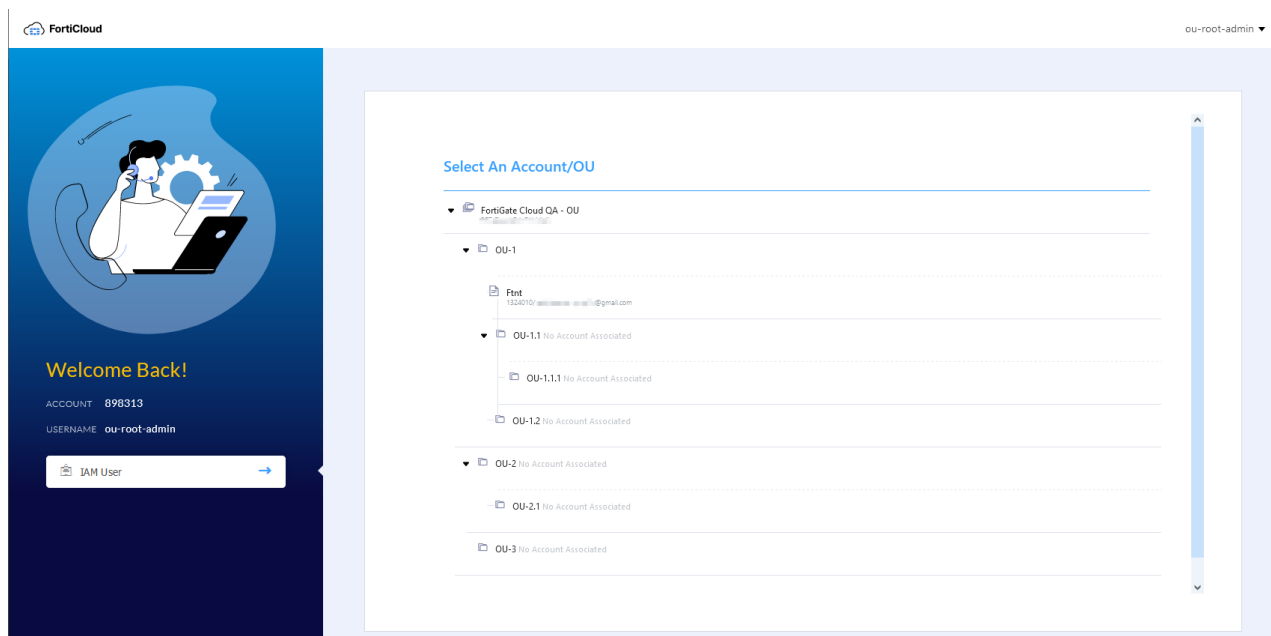 FortiCloud
ou-root-admin
Select An Account/OU
FortiGate Cloud QA - OU
OU-1
Ftnt
1324010/ @gmail.com
OU-1.1 No Account Associated
OU-1.1.1 No Account Associated
OU-1.2 No Account Associated
OU-2 No Account Associated
OU-2.1 No Account Associated
OU-3 No Account Associated
Welcome Back!
ACCOUNT 898313
USERNAME ou-root-admin
IAM User